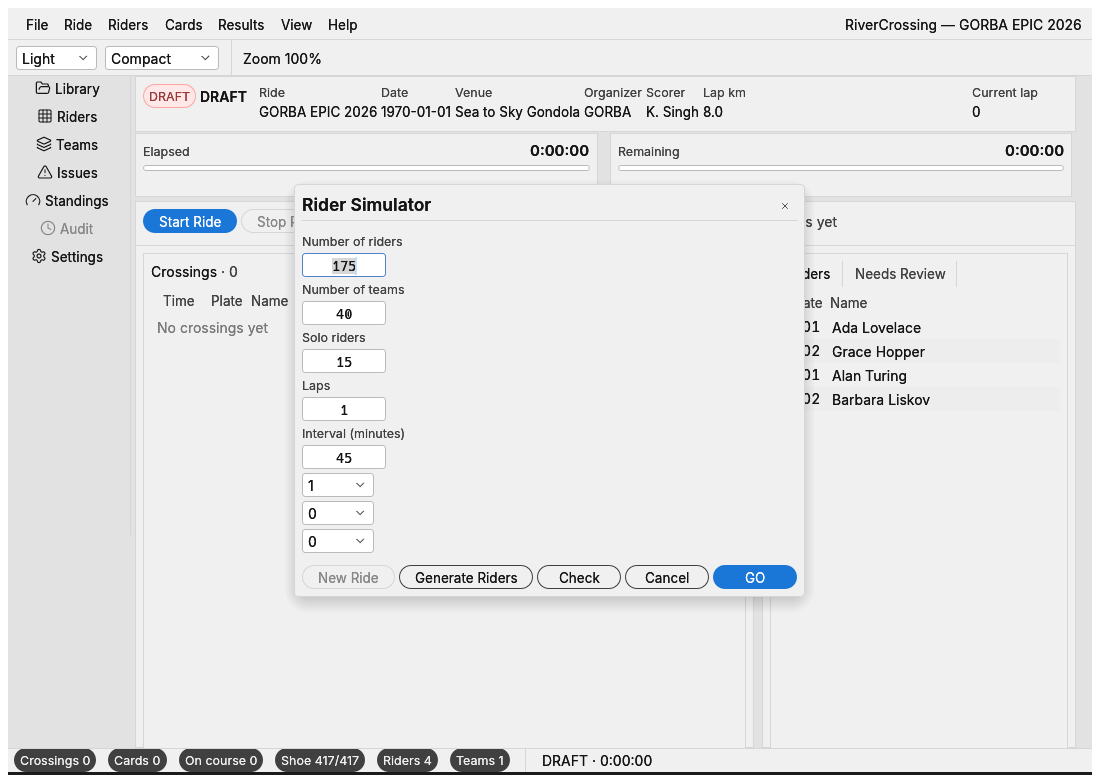 File Ride Riders Cards Results View Help RiverCrossing — GORBA EPIC 2026
Light Compact Zoom 100%
Library
Riders
Teams
Issues
Standings
Audit
Settings
DRAFT DRAFT
Ride Date Venue Organizer Scorer Lap km Current lap
GORBA EPIC 2026 1970-01-01 Sea to Sky Gondola GORBA K. Singh 8.0 0
Elapsed 0:00:00 Remaining 0:00:00
Start Ride Stop yet
Crossings · 0
Time Plate Name
No crossings yet
Needs Review
Name
01 Ada Lovelace
02 Grace Hopper
01 Alan Turing
02 Barbara Liskov
Rider Simulator ×
Number of riders
175
Number of teams
40
Solo riders
15
Laps
1
Interval (minutes)
45
1
0
0
New Ride Generate Riders Check Cancel GO
Crossings 0 Cards 0 On course 0 Shoe 417/417 Riders 4 Teams 1 DRAFT · 0:00:00